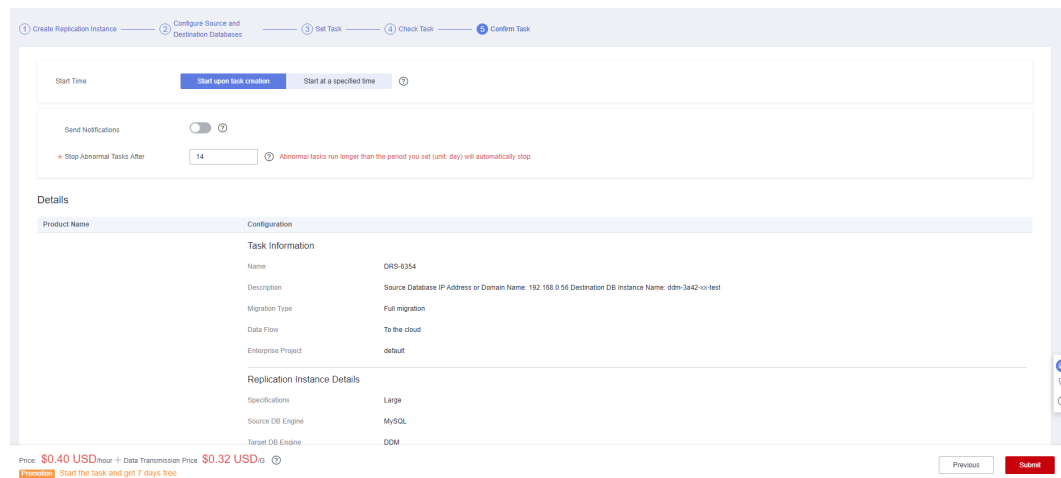 1 Create Replication Instance 2 Configure Source and Destination Databases 3 Set Task 4 Check Task 5 Confirm Task
Start Time Start upon task creation Start at a specified time ?
Send Notifications ?
* Stop Abnormal Tasks After 14 ? Abnormal tasks run longer than the period you set (unit: day) will automatically stop.
Details
Product Name Configuration
Task Information
Name DRS-6354
Description Source Database IP Address or Domain Name: 192.168.0.56 Destination DB Instance Name: ddm-3a42-xx-test
Migration Type Full migration
Data Flow To the cloud
Enterprise Project default
Replication Instance Details
Specifications Large
Source DB Engine MySQL
Target DB Engine DDM
Price: $0.40 USD/hour + Data Transmission Price $0.32 USD/G ?
Promotion Start the task and get 7 days free.
Previous Submit